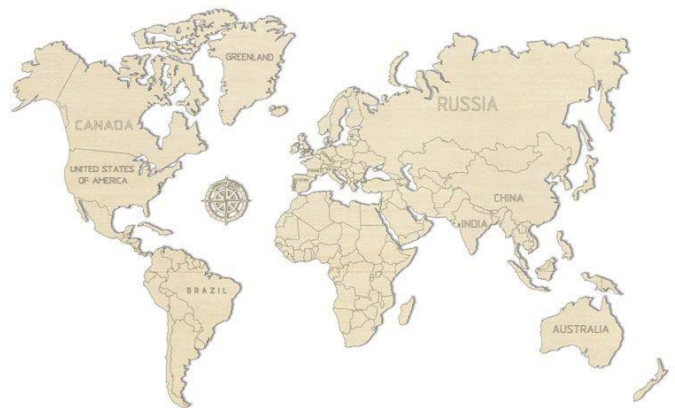 GREENLAND
RUSSIA
CANADA
UNITED STATES
OF AMERICA
CHINA
INDIA
BRAZIL
AUSTRALIA